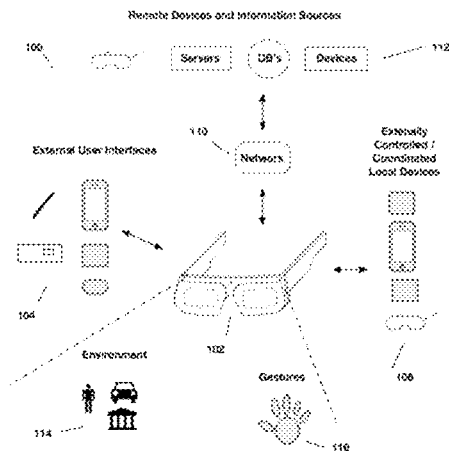 Remote Devices and Information Sources
100
Servers
DB's
Devices
112
110
Network
External User Interfaces
Externally
Controlled /
Coordinated
Local Devices
104
102
108
Environment
Gestures
114
116